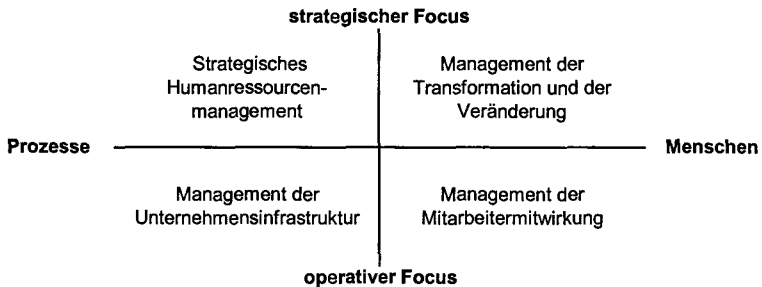 strategischer Focus
Strategisches
Humanressourcen-
management
Management der
Transformation und der
Veränderung
Prozesse
Menschen
Management der
Unternehmensinfrastruktur
Management der
Mitarbeitermitwirkung
operativer Focus